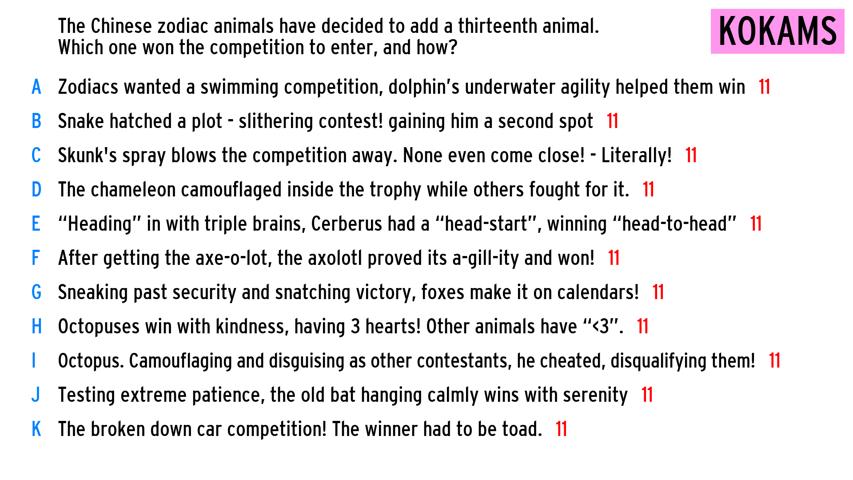 The Chinese zodiac animals have decided to add a thirteenth animal.
Which one won the competition to enter, and how?
KOKAMS
A Zodiacs wanted a swimming competition, dolphin's underwater agility helped them win 11
B Snake hatched a plot - slithering contest! gaining him a second spot 11
C Skunk's spray blows the competition away. None even come close! - Literally! 11
D The chameleon camouflaged inside the trophy while others fought for it. 11
E “Heading” in with triple brains, Cerberus had a “head-start”, winning “head-to-head” 11
F After getting the axe-o-lot, the axolotl proved its a-gill-ity and won! 11
G Sneaking past security and snatching victory, foxes make it on calendars! 11
H Octopuses win with kindness, having 3 hearts! Other animals have “<3”. 11
I Octopus. Camouflaging and disguising as other contestants, he cheated, disqualifying them! 11
J Testing extreme patience, the old bat hanging calmly wins with serenity 11
K The broken down car competition! The winner had to be toad. 11